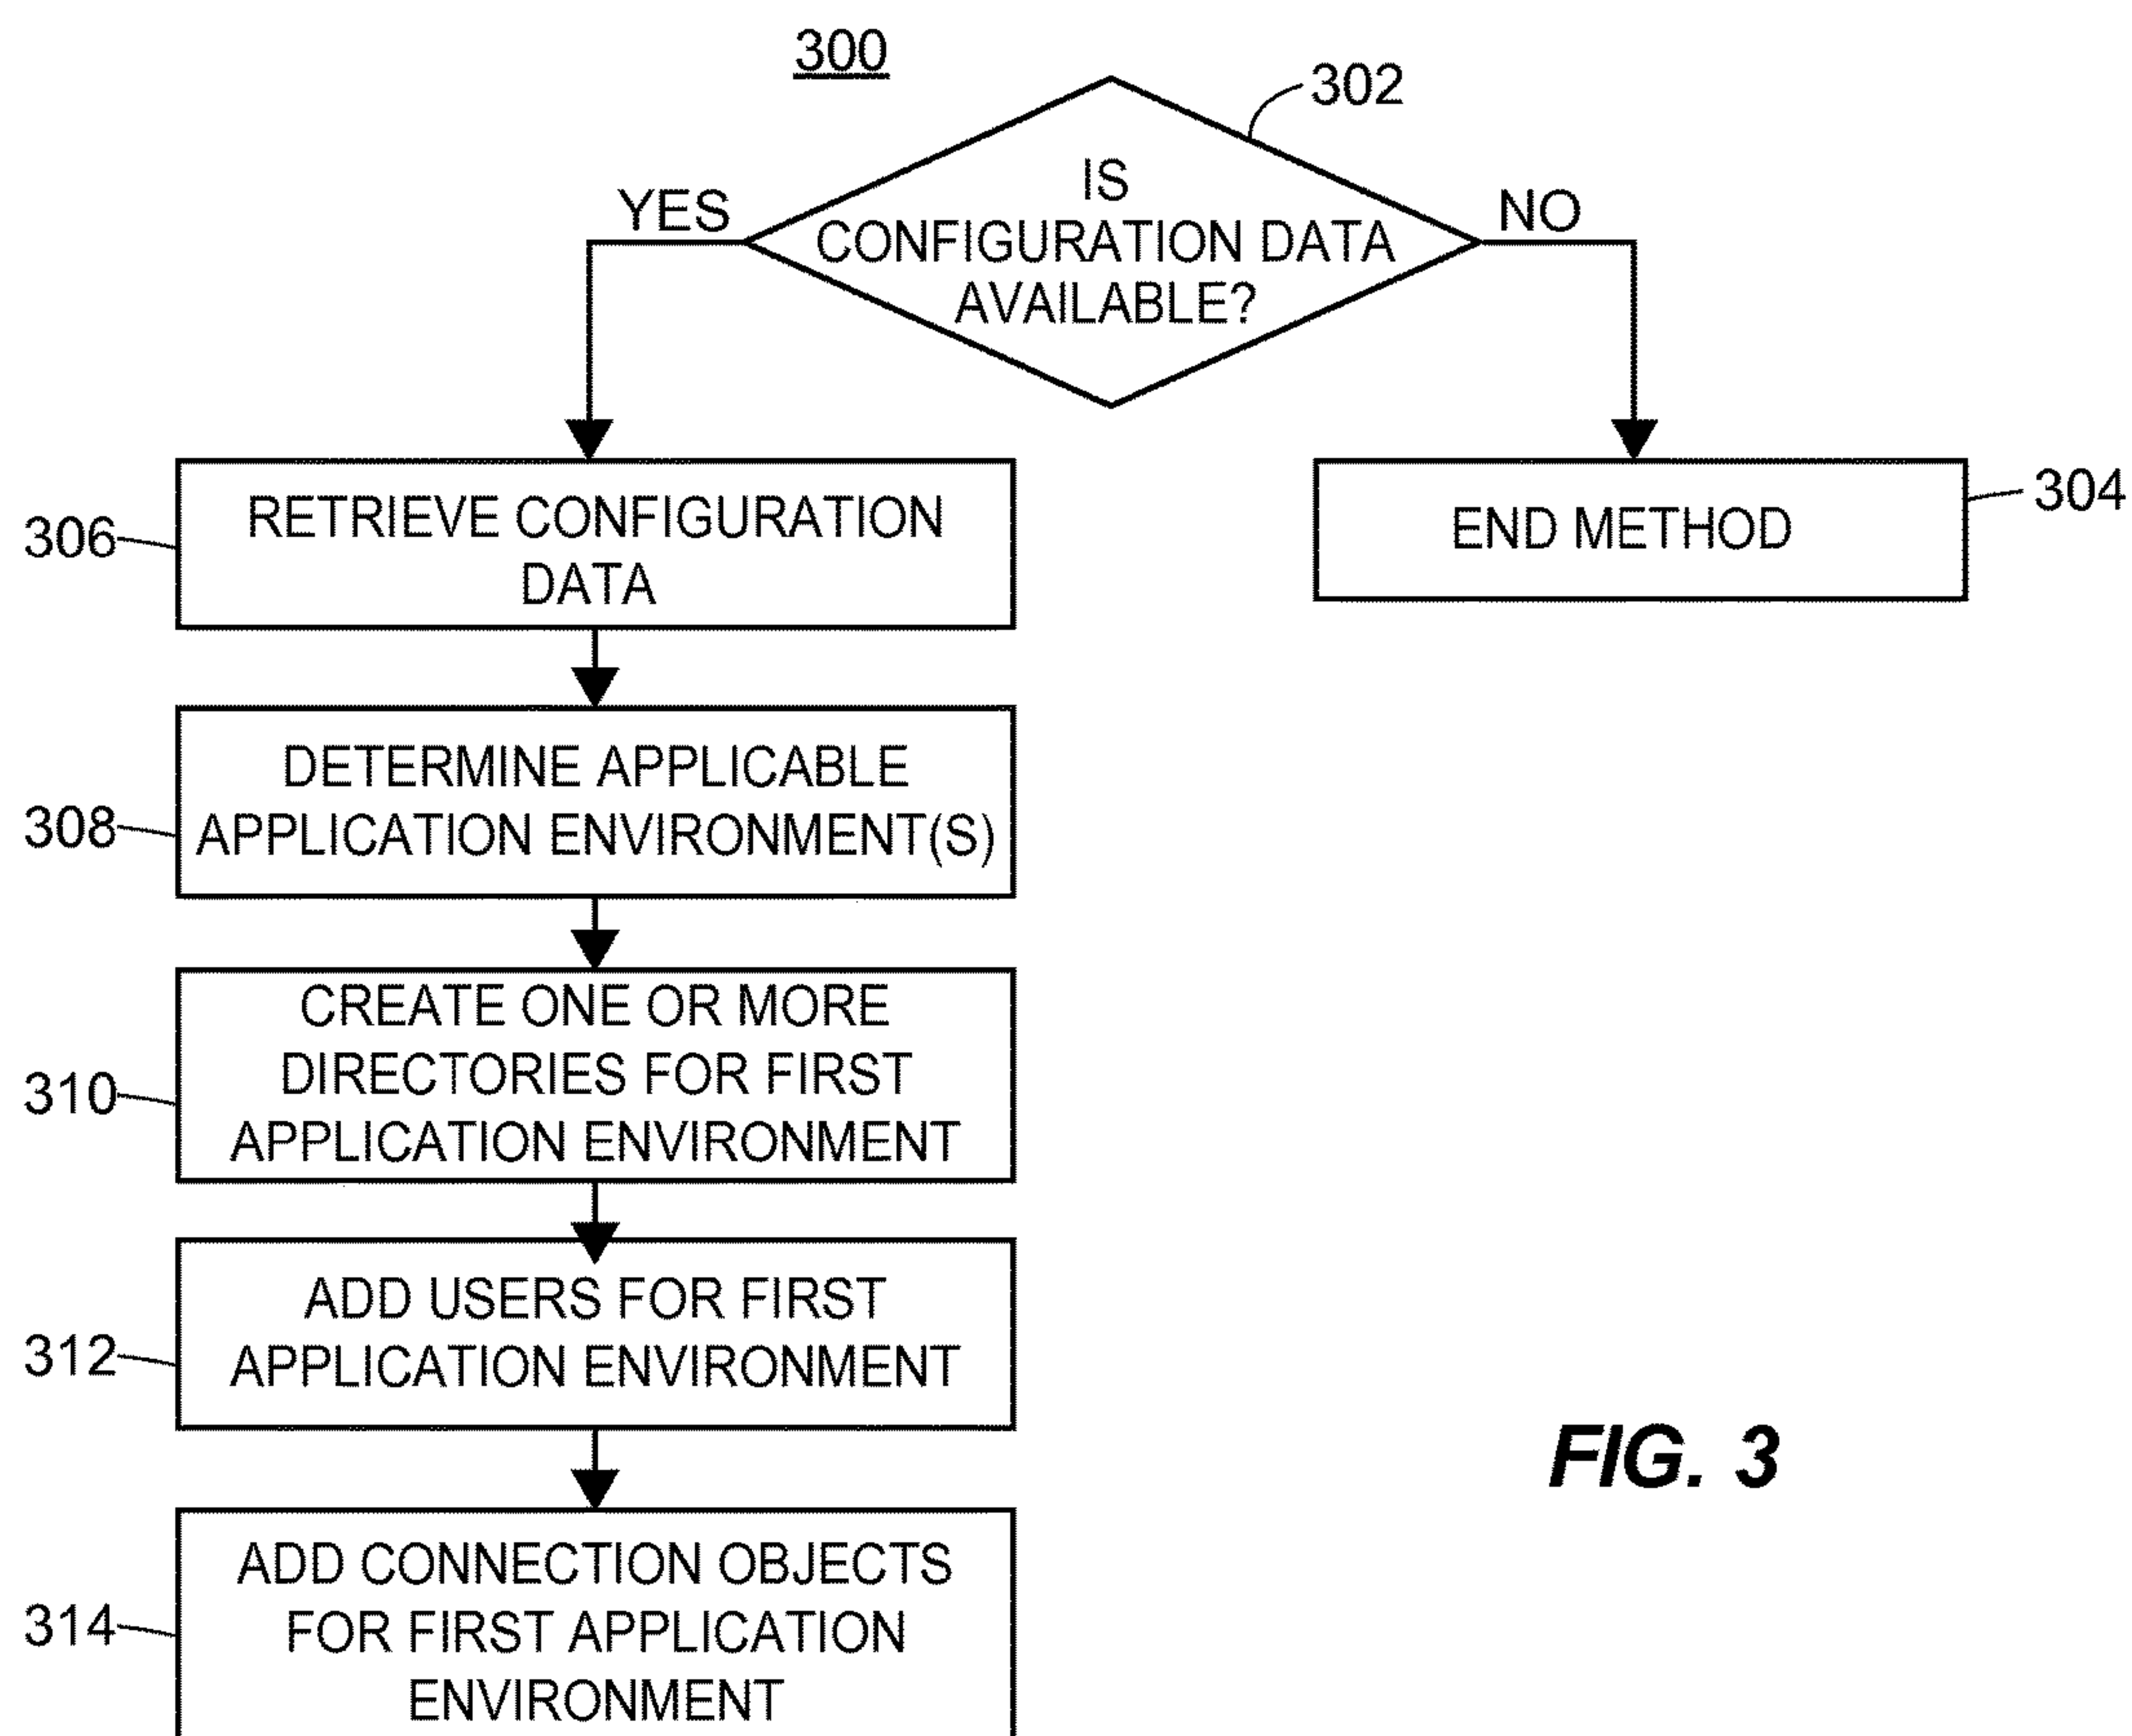 300
302
IS
CONFIGURATION DATA
AVAILABLE?
YES
NO
306
RETRIEVE CONFIGURATION
DATA
END METHOD
304
308
DETERMINE APPLICABLE
APPLICATION ENVIRONMENT(S)
310
CREATE ONE OR MORE
DIRECTORIES FOR FIRST
APPLICATION ENVIRONMENT
312
ADD USERS FOR FIRST
APPLICATION ENVIRONMENT
314
ADD CONNECTION OBJECTS
FOR FIRST APPLICATION
ENVIRONMENT
FIG. 3